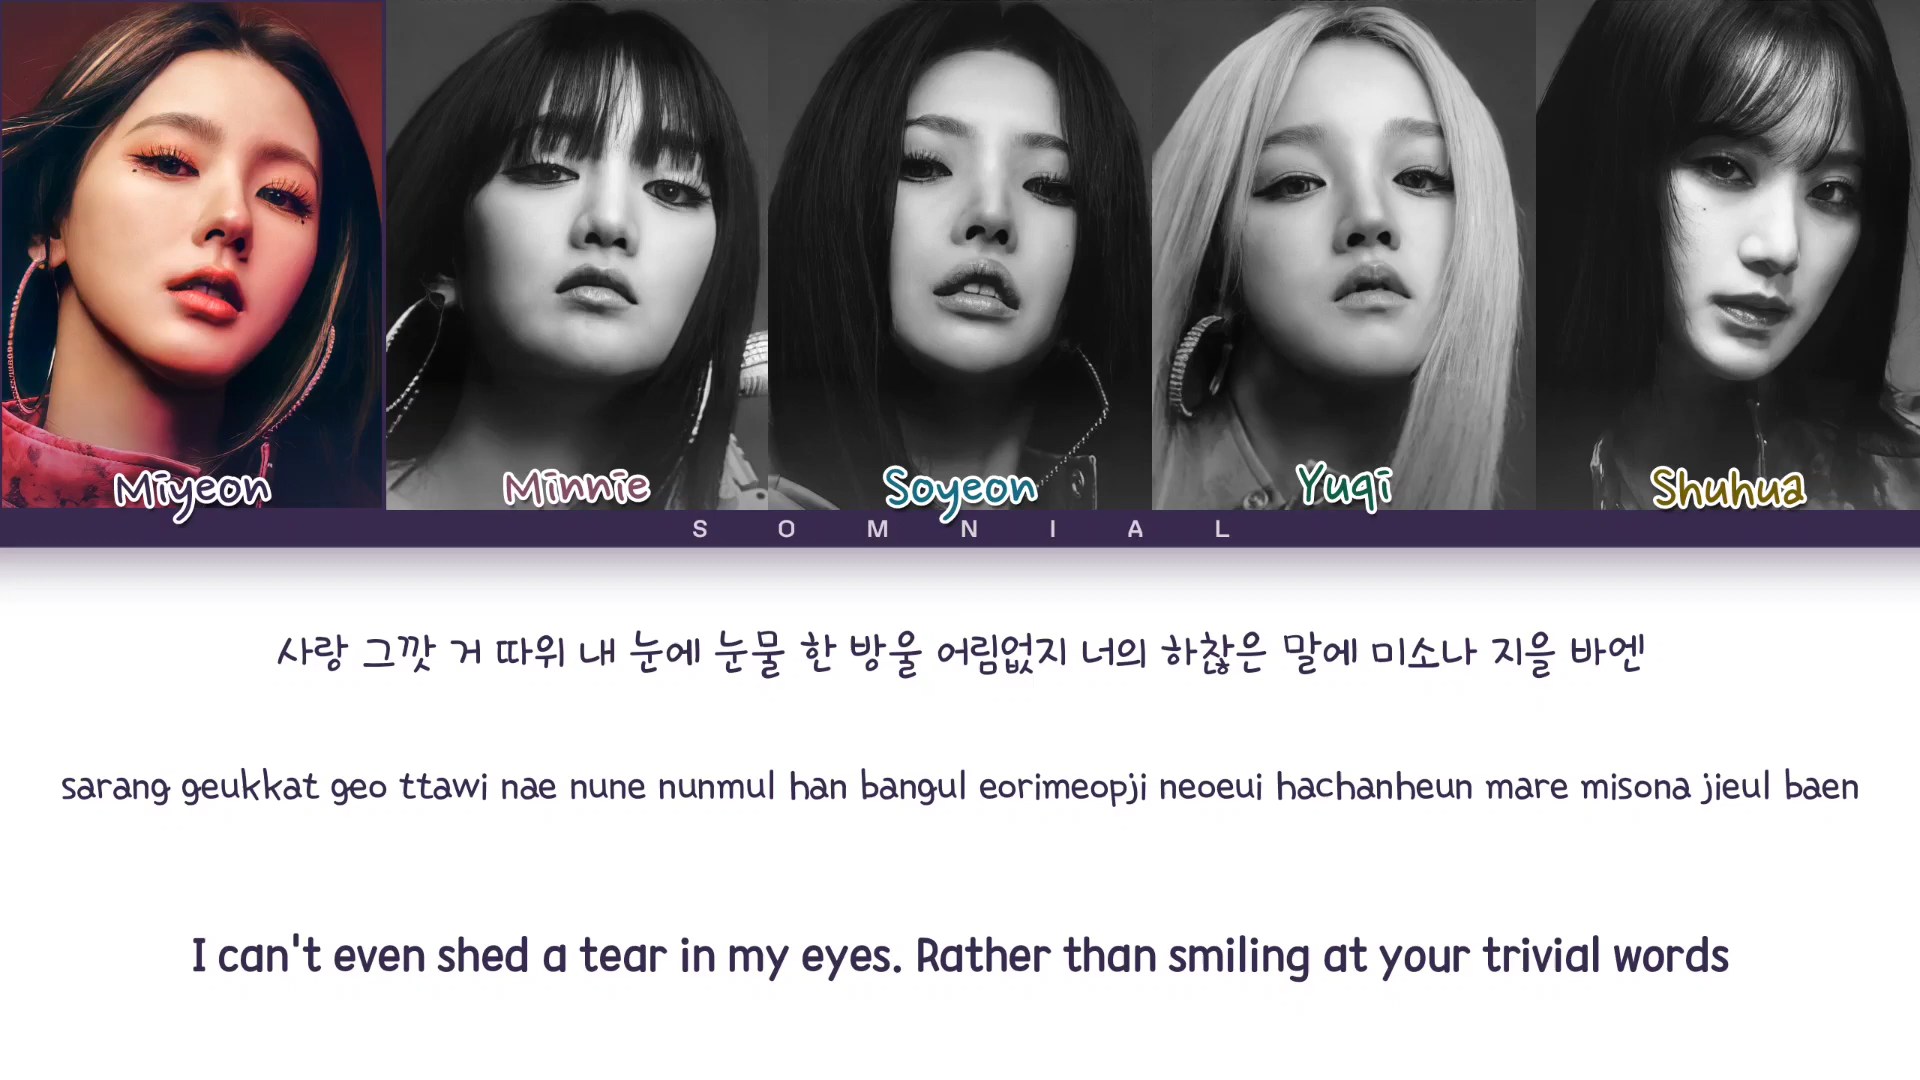 Miyeon Minnie Soyeon Yuqi Shuhua
SOMNIAL
사랑 그깟 거 따위 내 눈에 눈물 한 방울 어림없지 너의 하찮은 말에 미소나 지을 바엔
sarang geukkat geo ttawi nae nune nunmul han bangul eorimeopji neoeui hachanheun mare misona jieul baen
I can't even shed a tear in my eyes. Rather than smiling at your trivial words